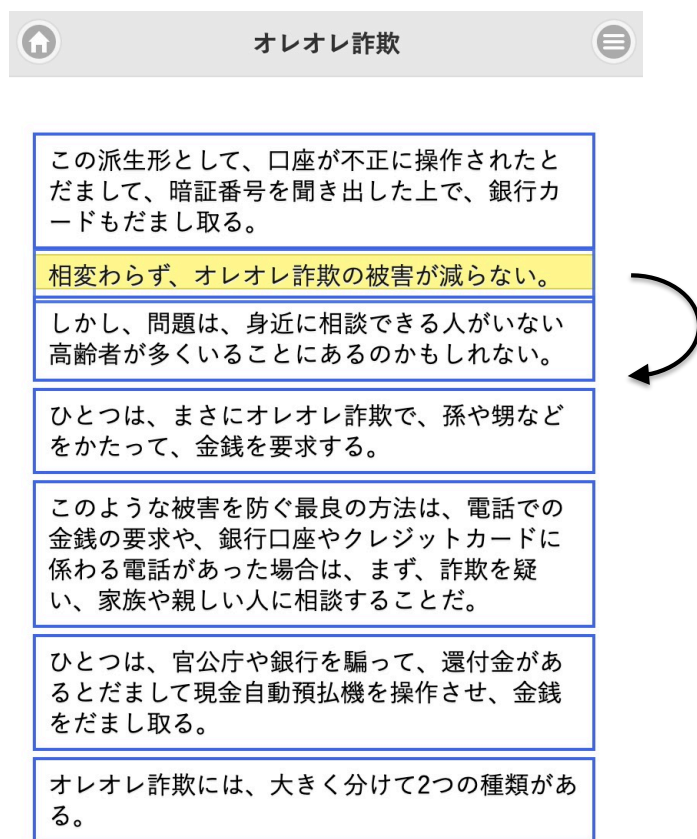 オレオレ詐欺
この派生形として、口座が不正に操作されたと
だまして、暗証番号を聞き出した上で、銀行カ
ードもだまし取る。
相変わらず、オレオレ詐欺の被害が減らない。
しかし、問題は、身近に相談できる人がいない
高齢者が多くいることにあるのかもしれない。
ひとつは、まさにオレオレ詐欺で、孫や甥など
をかたって、金銭を要求する。
このような被害を防ぐ最良の方法は、電話での
金銭の要求や、銀行口座やクレジットカードに
係わる電話があった場合は、まず、詐欺を疑
い、家族や親しい人に相談することだ。
ひとつは、官公庁や銀行を騙って、還付金があ
るとだまして現金自動預払機を操作させ、金銭
をだまし取る。
オレオレ詐欺には、大きく分けて2つの種類があ
る。